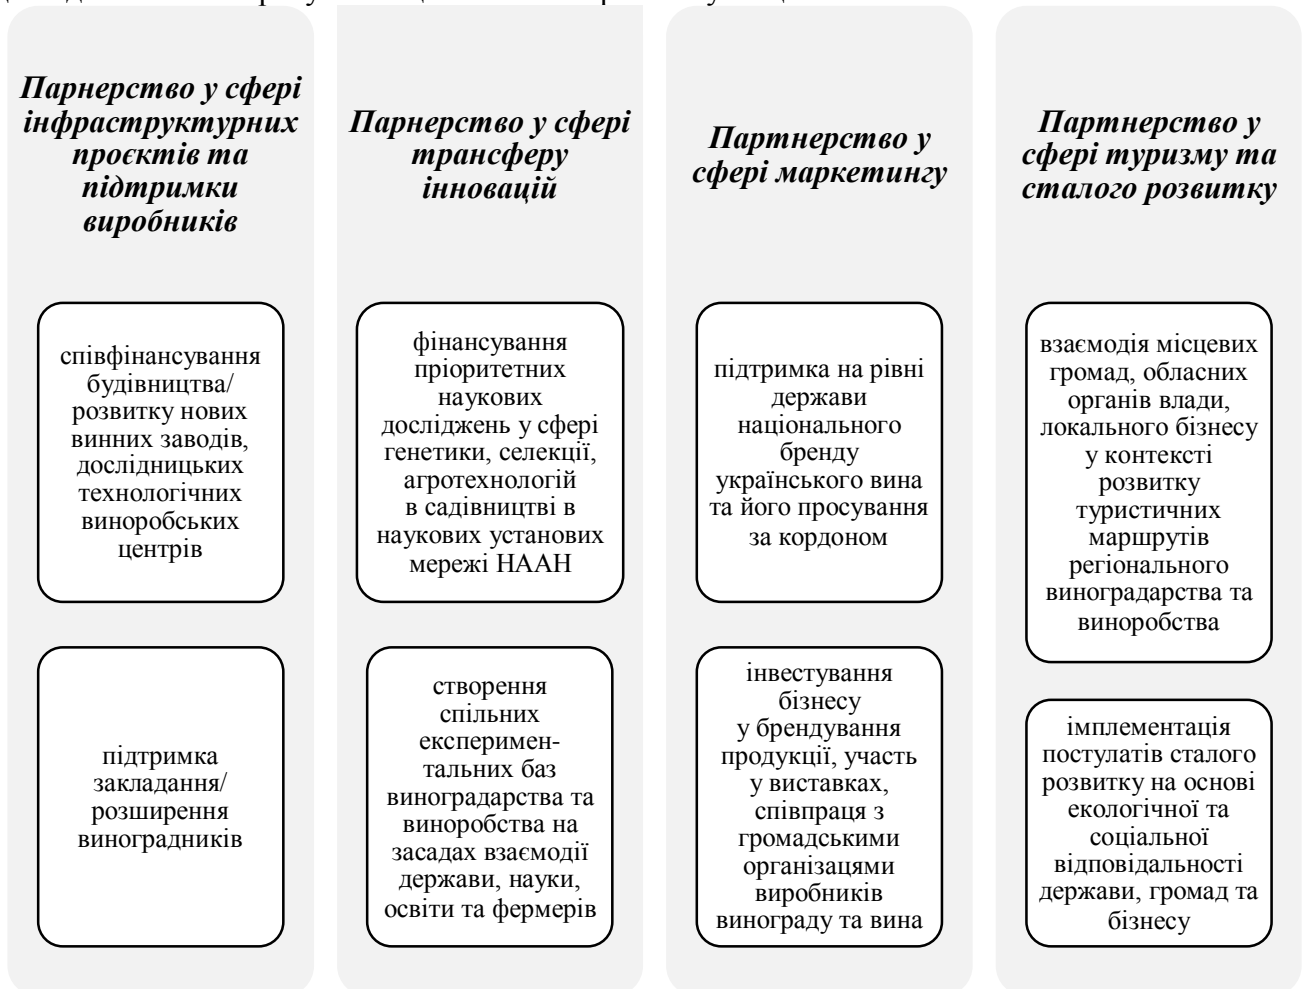 Парнерство у сфері
інфраструктурних
проєктів та
підтримки
виробників
співфінансування
будівництва/
розвитку нових
винних заводів,
дослідницьких
технологічних
виноробських
центрів
підтримка
закладання/
розширення
виноградників
Парнерство у сфері
трансферу
інновацій
фінансування
пріоритетних
наукових
досліджень у сфері
генетики, селекції,
агротехнологій
в садівництві в
наукових установах
мережі НААН
створення
спільних
експеримен-
тальних баз
виноградарства та
виноробства на
засадах взаємодії
держави, науки,
освіти та фермерів
Партнерство у
сфері маркетингу
підтримка на рівні
держави
національного
бренду
українського вина
та його просування
за кордоном
інвестування
бізнесу
у брендування
продукції, участь
у виставках,
співпраця з
громадськими
організацями
виробників
винограду та вина
Партнерство у
сфері туризму та
сталого розвитку
взаємодія місцевих
громад, обласних
органів влади,
локального бізнесу
у контексті
розвитку
туристичних
маршрутів
регіонального
виноградарства та
виноробства
імплементація
постулатів сталого
розвитку на основі
екологічної та
соціальної
відповідальності
держави, громад та
бізнесу